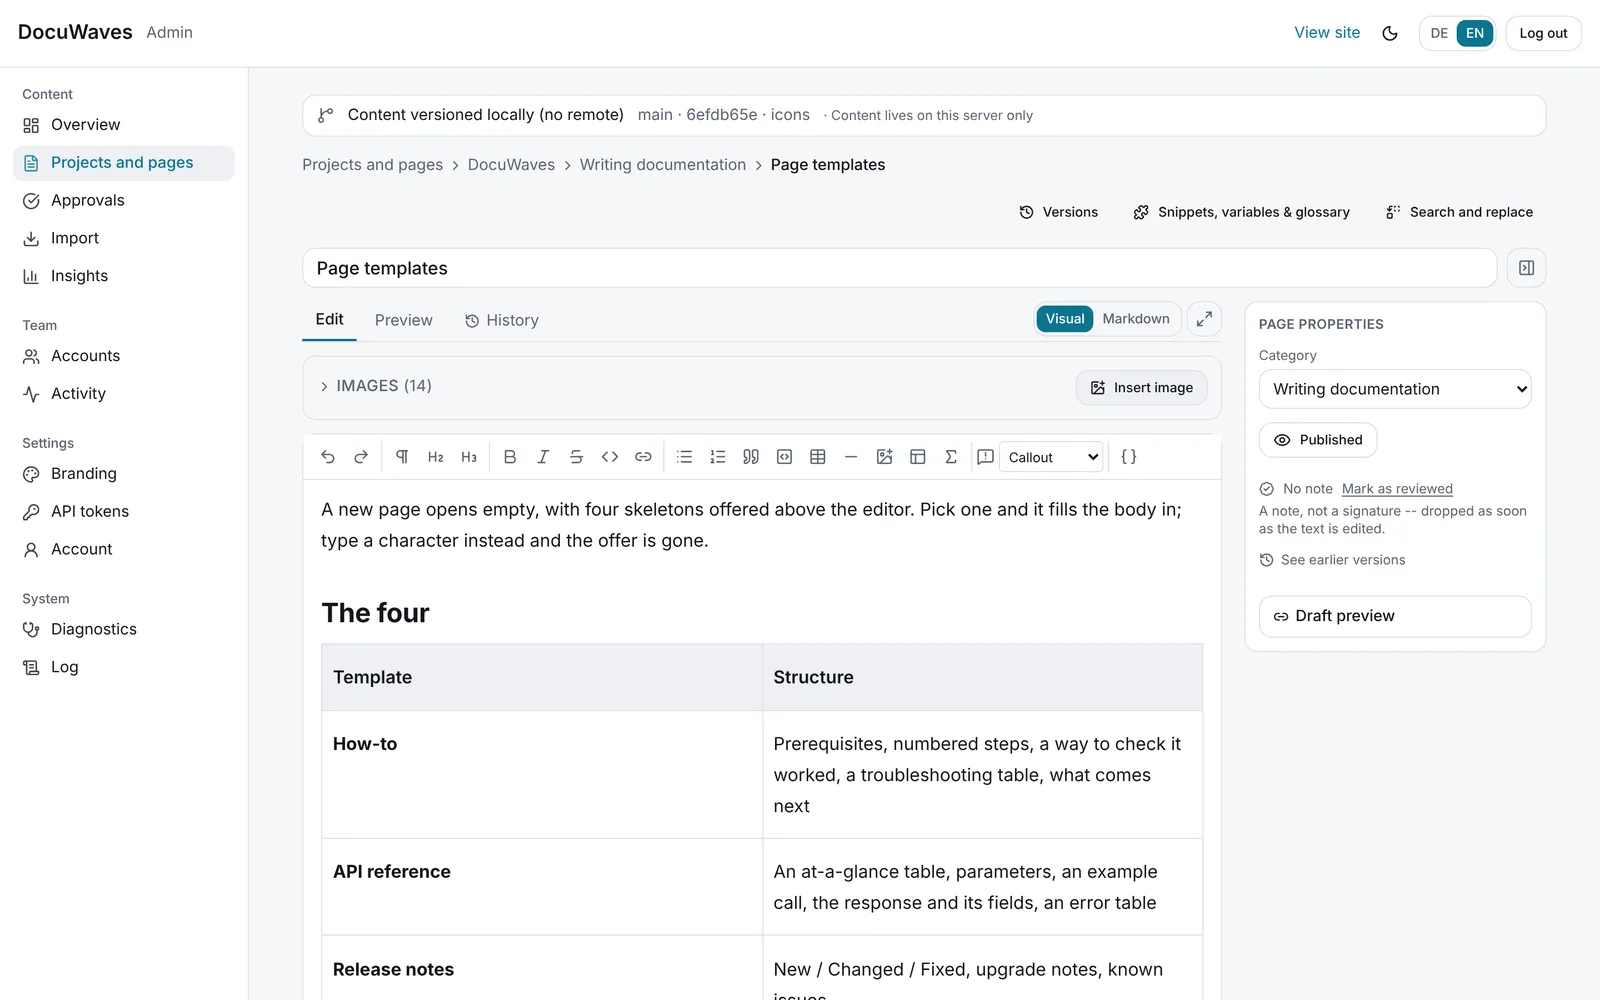 DocuWaves Admin
View site
DE EN
Log out
Content
Overview
Projects and pages
Approvals
Import
Insights
Team
Accounts
Activity
Settings
Branding
API tokens
Account
System
Diagnostics
Log
Content versioned locally (no remote) main · 6efdb65e · icons · Content lives on this server only
Projects and pages > DocuWaves > Writing documentation > Page templates
Versions
Snippets, variables & glossary
Search and replace
Page templates
Edit Preview History
Visual Markdown
IMAGES (14)
Insert image
H2 H3
Callout
A new page opens empty, with four skeletons offered above the editor. Pick one and it fills the body in;
type a character instead and the offer is gone.
The four
Template Structure
How-to
Prerequisites, numbered steps, a way to check it
worked, a troubleshooting table, what comes
next
API reference
An at-a-glance table, parameters, an example
call, the response and its fields, an error table
Release notes
New / Changed / Fixed, upgrade notes, known
issues
PAGE PROPERTIES
Category
Writing documentation
Published
No note Mark as reviewed
A note, not a signature -- dropped as soon
as the text is edited.
See earlier versions
Draft preview